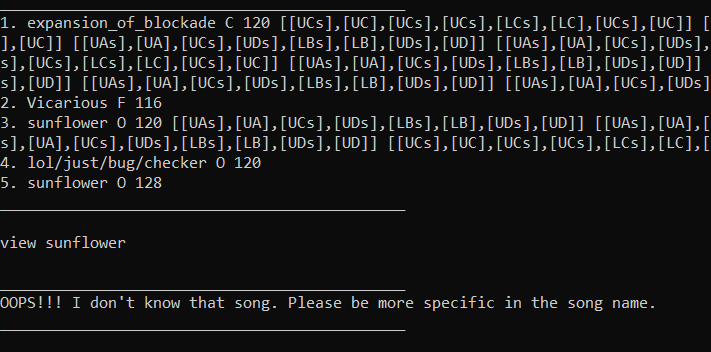 1. expansion_of_blockade C 120 [[UCs],[UC],[UCs],[UCs],[LCs],[LC],[UCs],[UC]] [
],[UC]] [[UAs],[UA],[UCs],[UDs],[LBs],[LB],[UDs],[UD]] [[UAs],[UA],[UCs],[UDs],
s],[UCs],[LCs],[LC],[UCs],[UC]] [[UAs],[UA],[UCs],[UDs],[LBs],[LB],[UDs],[UD]]
s],[UD]] [[UAs],[UA],[UCs],[UDs],[LBs],[LB],[UDs],[UD]] [[UAs],[UA],[UCs],[UDs]
2. Vicarious F 116
3. sunflower O 120 [[UAs],[UA],[UCs],[UDs],[LBs],[LB],[UDs],[UD]] [[UAs],[UA],[
s],[UA],[UCs],[UDs],[LBs],[LB],[UDs],[UD]] [[UCs],[UC],[UCs],[UCs],[LCs],[LC],[
4. lol/just/bug/checker O 120
5. sunflower O 128
view sunflower
OOPS!!! I don't know that song. Please be more specific in the song name.